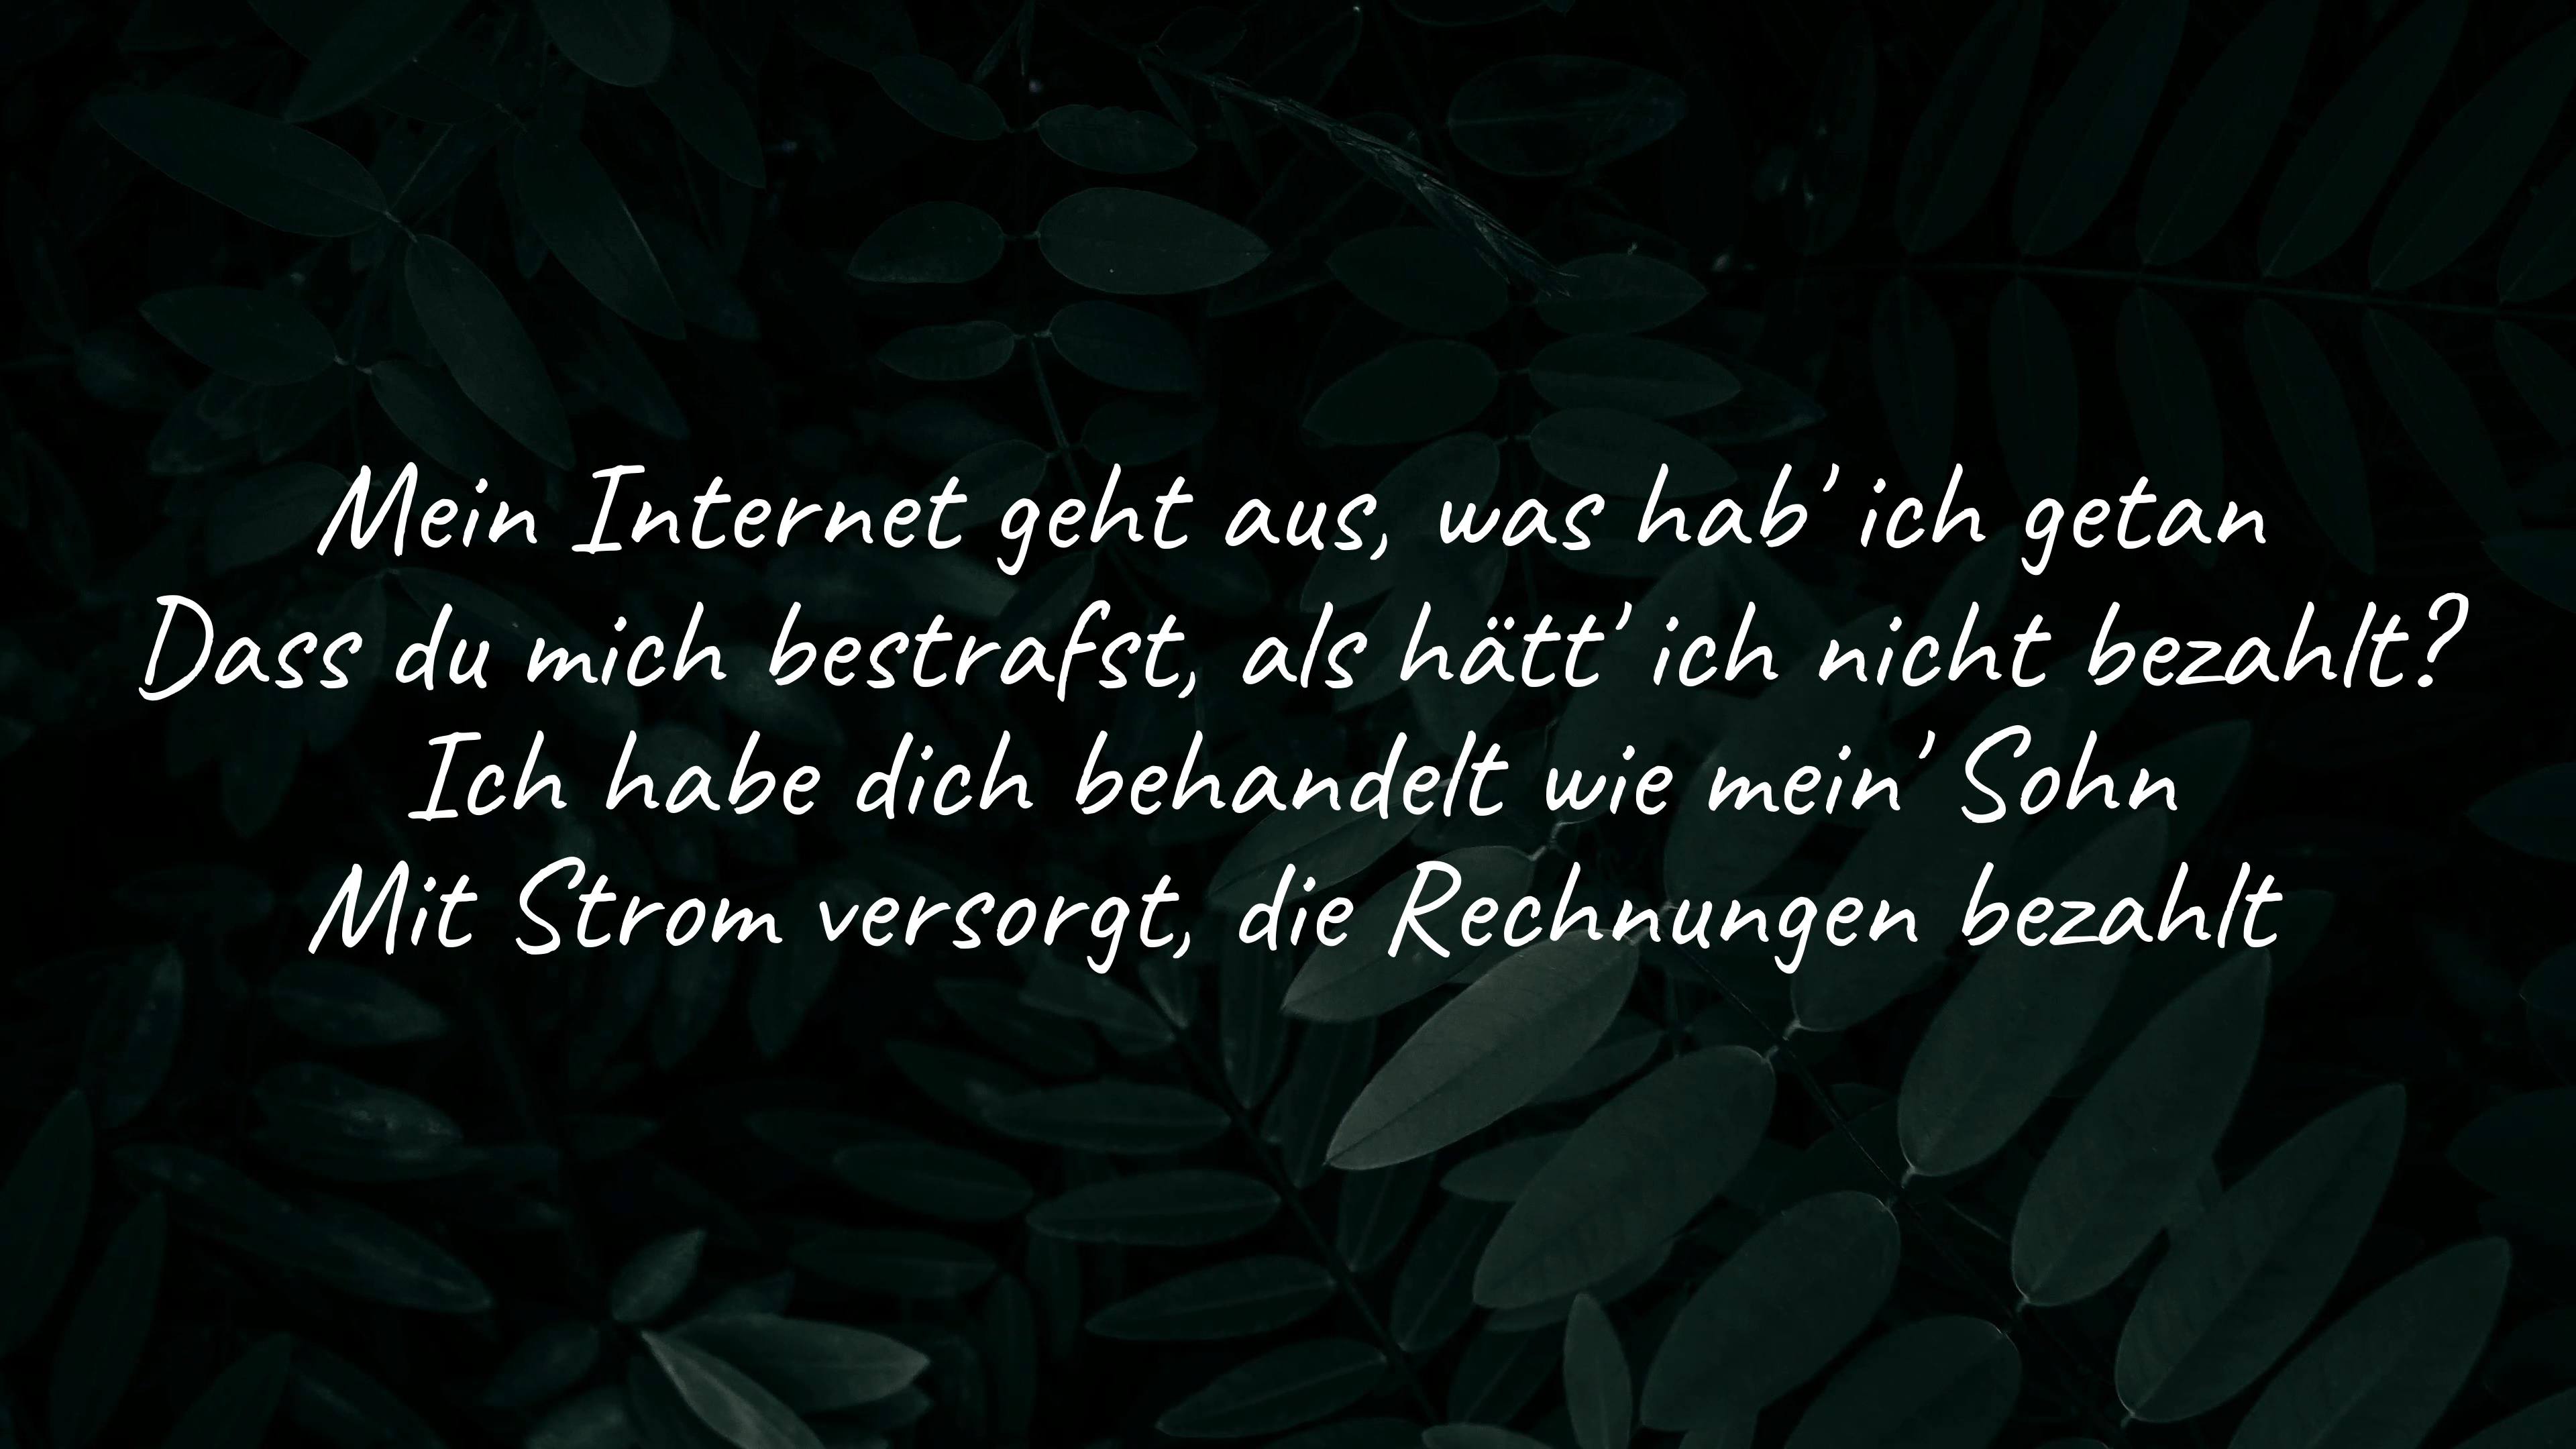 Mein Internet geht aus, was hab' ich getan
Dass du mich bestrafst, als hätt' ich nicht bezahlt?
Ich habe dich behandelt wie mein' Sohn
Mit Strom versorgt, die Rechnungen bezahlt